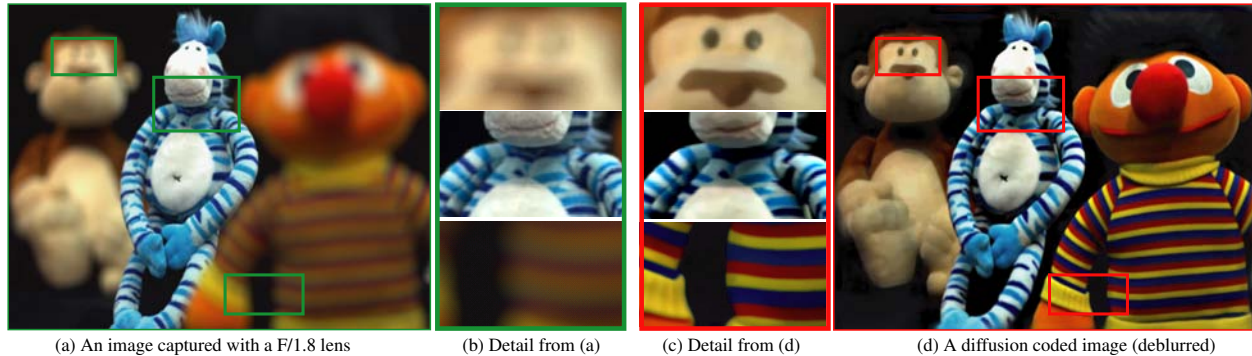 (a) An image captured with a F/1.8 lens
(b) Detail from (a)
(c) Detail from (d)
(d) A diffusion coded image (deblurred)